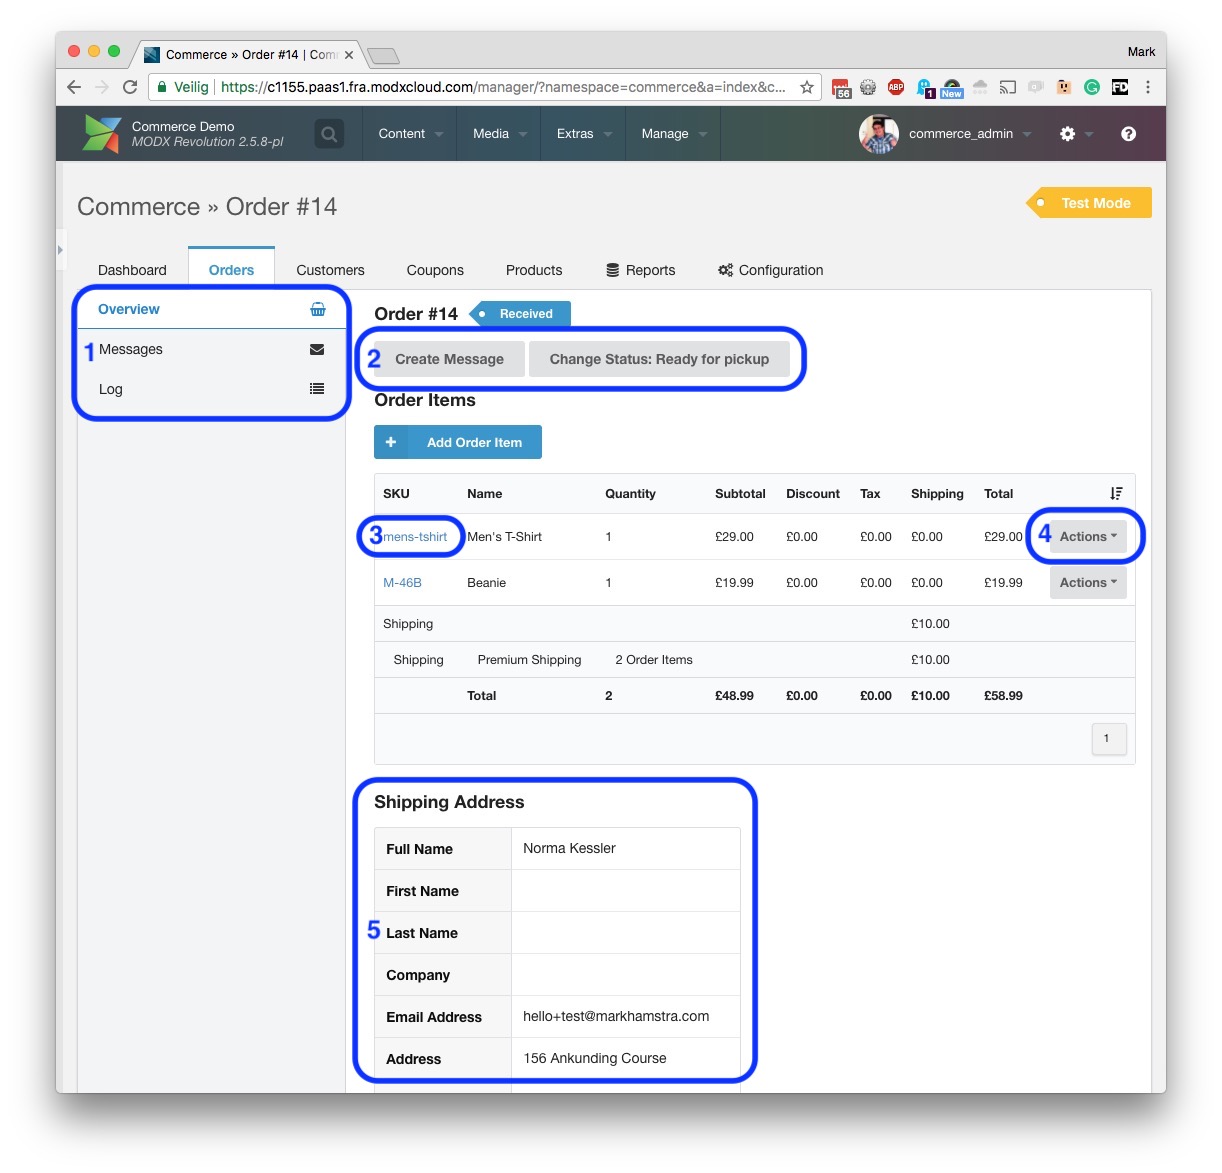 Commerce » Order #14 | Com
Mark
Veilig https://c1155.paas1.fra.modxcloud.com/manager/?namespace=commerce&a=index&c...
56 ABP 1 New G FD
Commerce Demo
MODX Revolution 2.5.8-pl
Content Media Extras Manage commerce_admin ?
Commerce » Order #14
Test Mode
Dashboard Orders Customers Coupons Products Reports Configuration
Overview
1 Messages
Log
Order #14 Received
2 Create Message Change Status: Ready for pickup
Order Items
+ Add Order Item
SKU Name Quantity Subtotal Discount Tax Shipping Total
3 mens-tshirt Men's T-Shirt 1 £29.00 £0.00 £0.00 £0.00 £29.00 4 Actions
M-46B Beanie 1 £19.99 £0.00 £0.00 £0.00 £19.99 Actions
Shipping £10.00
Shipping Premium Shipping 2 Order Items £10.00
Total 2 £48.99 £0.00 £0.00 £10.00 £58.99
1
Shipping Address
Full Name Norma Kessler
First Name
5 Last Name
Company
Email Address hello+test@markhamstra.com
Address 156 Ankunding Course